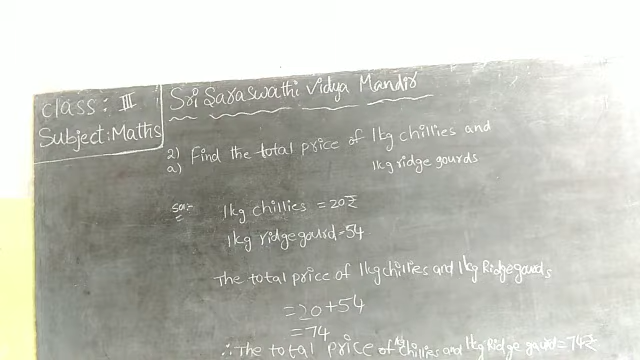 class: III
Subject: Maths
Sri Saraswathi Vidya Mandir
2) Find the total price of 1kg chillies and
a) 1kg ridge gourds
Sol:-
1kg chillies = 20₹
1kg ridge gourd - 54
The total price of 1kg chillies and 1kg Ridge gourds
= 20 + 54
= 74
∴ The total price of 1kg chillies and 1kg Ridge gourd = 74₹